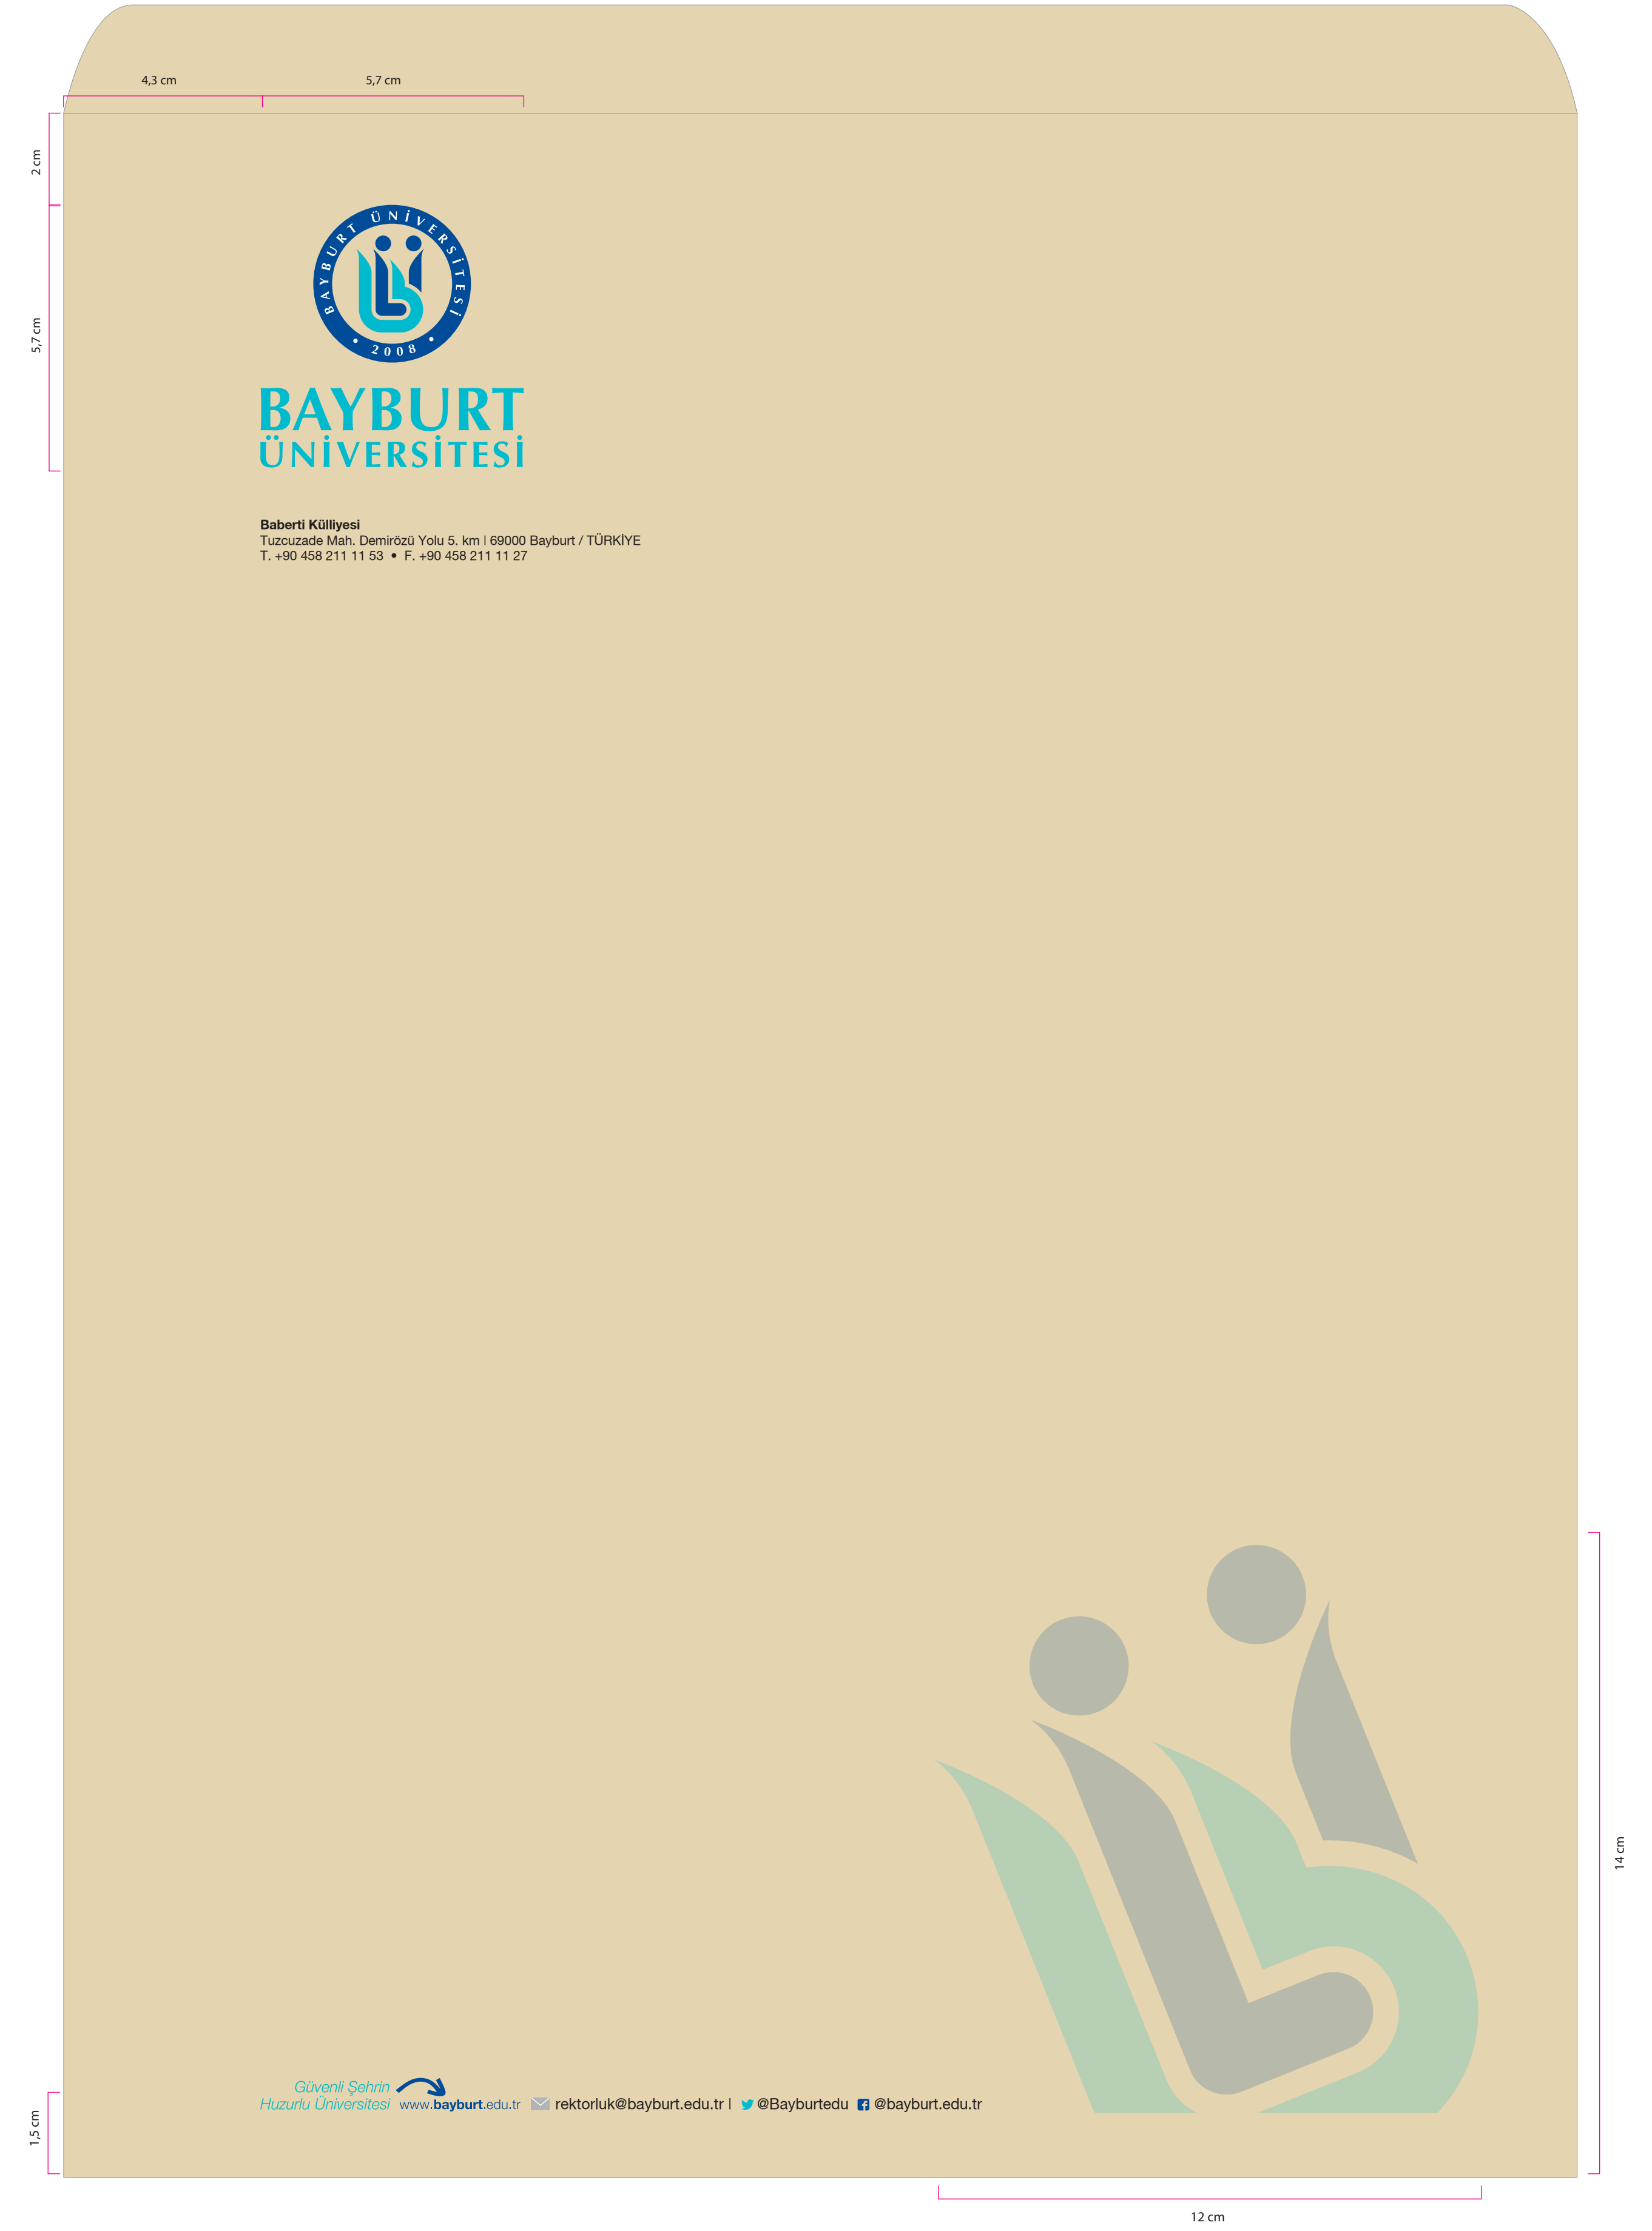 4,3 cm
5,7 cm
2 cm
5,7 cm
BAYBURT ÜNİVERSİTESİ
• 2008 •
BAYBURT
ÜNİVERSİTESİ
Baberti Külliyesi
Tuzcuzade Mah. Demirözü Yolu 5. km | 69000 Bayburt / TÜRKİYE
T. +90 458 211 11 53 • F. +90 458 211 11 27
14 cm
Güvenli Şehrin
Huzurlu Üniversitesi www.bayburt.edu.tr rektorluk@bayburt.edu.tr | @Bayburtedu @bayburt.edu.tr
1,5 cm
12 cm